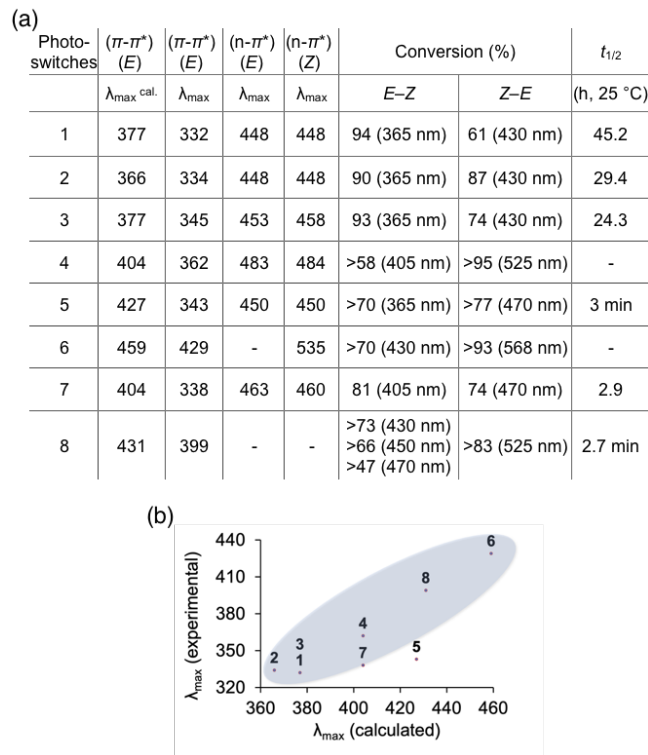 (a)
Photo- (π-π*) (π-π*) (n-π*) (n-π*) Conversion (%) t1/2
switches (E) (E) (E) (Z)
λmax cal. λmax λmax λmax E–Z Z–E (h, 25 °C)
1 377 332 448 448 94 (365 nm) 61 (430 nm) 45.2
2 366 334 448 448 90 (365 nm) 87 (430 nm) 29.4
3 377 345 453 458 93 (365 nm) 74 (430 nm) 24.3
4 404 362 483 484 >58 (405 nm) >95 (525 nm) -
5 427 343 450 450 >70 (365 nm) >77 (470 nm) 3 min
6 459 429 - 535 >70 (430 nm) >93 (568 nm) -
7 404 338 463 460 81 (405 nm) 74 (470 nm) 2.9
>73 (430 nm)
8 431 399 - - >66 (450 nm) >83 (525 nm) 2.7 min
>47 (470 nm)
(b)
440
410
380
350
320
λmax (experimental)
6
8
4
3
5
2
1
7
360 380 400 420 440 460
λmax (calculated)